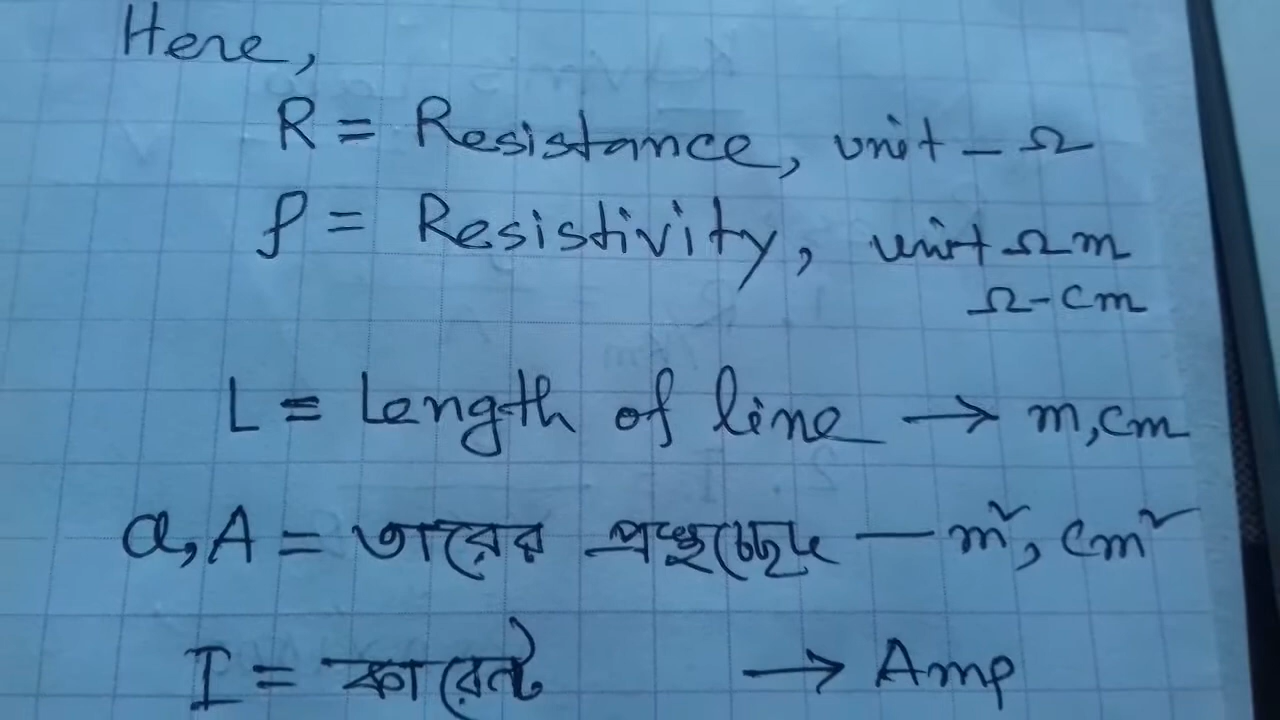 Here,
R = Resistance, unit – Ω
ρ = Resistivity, unit Ωm
Ω-cm
L = Length of line → m, cm
a, A = তারের প্রস্থচ্ছেদ — m², cm²
I = কারেন্ট → Amp